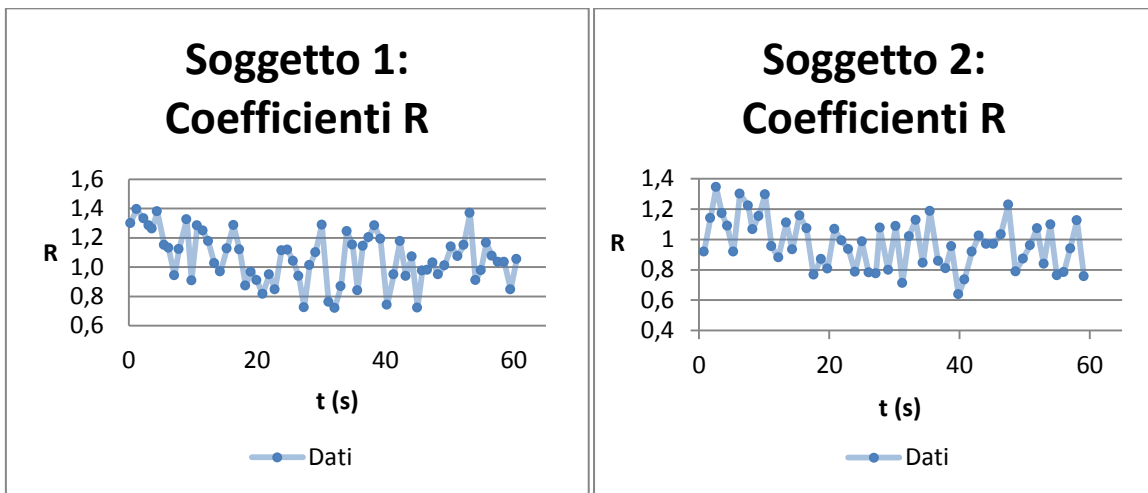 Soggetto 1:
Coefficienti R
1,6
1,4
1,2
1,0
0,8
0,6
R
0 20 40 60
t (s)
Dati
Soggetto 2:
Coefficienti R
1,4
1,2
1
0,8
0,6
0,4
R
0 20 40 60
t (s)
Dati